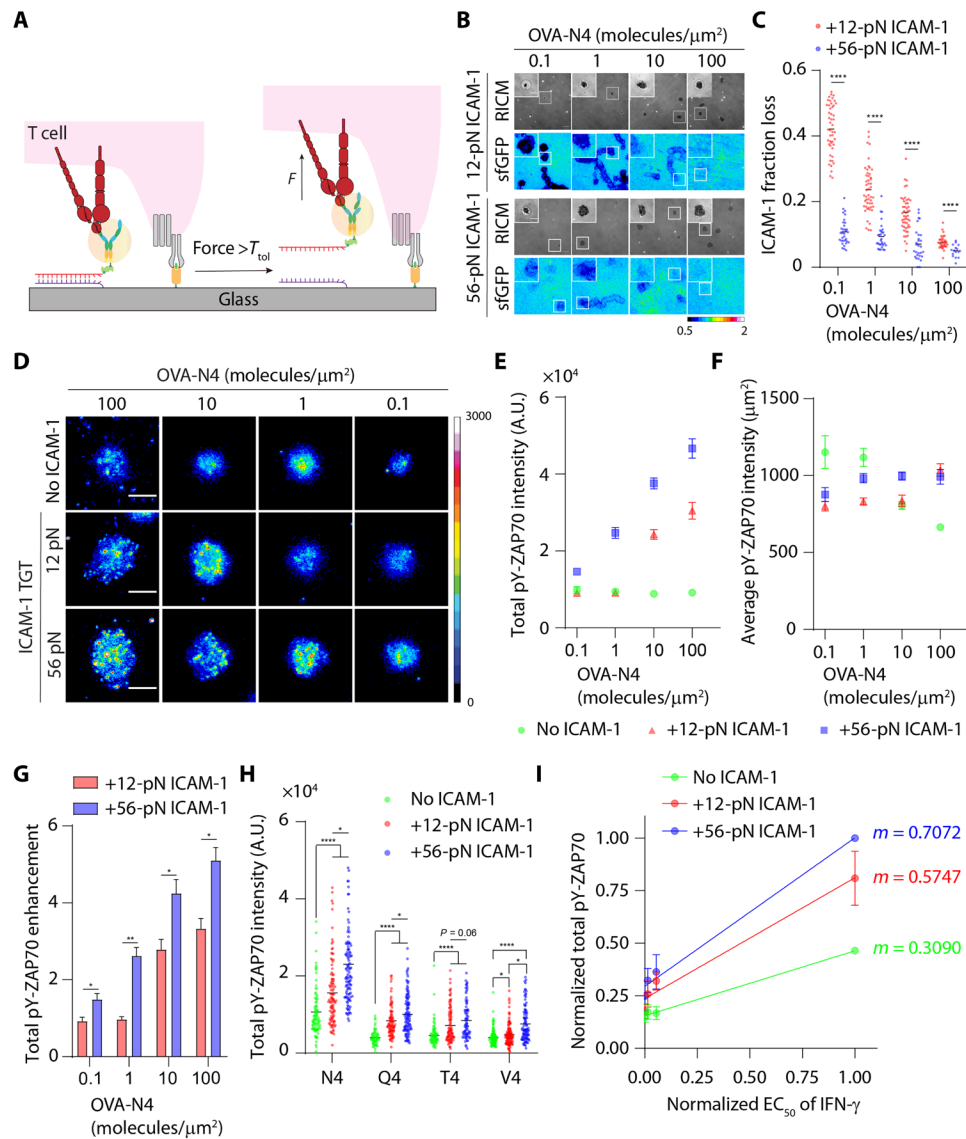 A
T cell
F
Force > Ttol
Glass
B
OVA-N4 (molecules/μm²)
0.1 1 10 100
12-pN ICAM-1
RICM
sfGFP
56-pN ICAM-1
RICM
sfGFP
0.5 2
C
+12-pN ICAM-1
+56-pN ICAM-1
ICAM-1 fraction loss
0.6
0.4
0.2
0
**** **** **** ****
0.1 1 10 100
OVA-N4
(molecules/μm²)
D
OVA-N4 (molecules/μm²)
100 10 1 0.1
No ICAM-1
ICAM-1 TGT
12 pN
56 pN
3000
0
E
×10⁴
Total pY-ZAP70 intensity (A.U.)
6
4
2
0
0.1 1 10 100
OVA-N4
(molecules/μm²)
F
Average pY-ZAP70 intensity (μm²)
1500
1000
500
0
0.1 1 10 100
OVA-N4
(molecules/μm²)
No ICAM-1 +12-pN ICAM-1 +56-pN ICAM-1
G
+12-pN ICAM-1
+56-pN ICAM-1
Total pY-ZAP70 enhancement
6
4
2
0
* ** * *
0.1 1 10 100
OVA-N4
(molecules/μm²)
H
×10⁴
No ICAM-1
+12-pN ICAM-1
+56-pN ICAM-1
Total pY-ZAP70 intensity (A.U.)
6
4
2
0
**** *
**** *
**** P = 0.06
**** * *
N4 Q4 T4 V4
I
No ICAM-1
+12-pN ICAM-1
+56-pN ICAM-1
Normalized total pY-ZAP70
1.00
0.75
0.50
0.25
0.00
m = 0.7072
m = 0.5747
m = 0.3090
0.00 0.25 0.50 0.75 1.00
Normalized EC₅₀ of IFN-γ